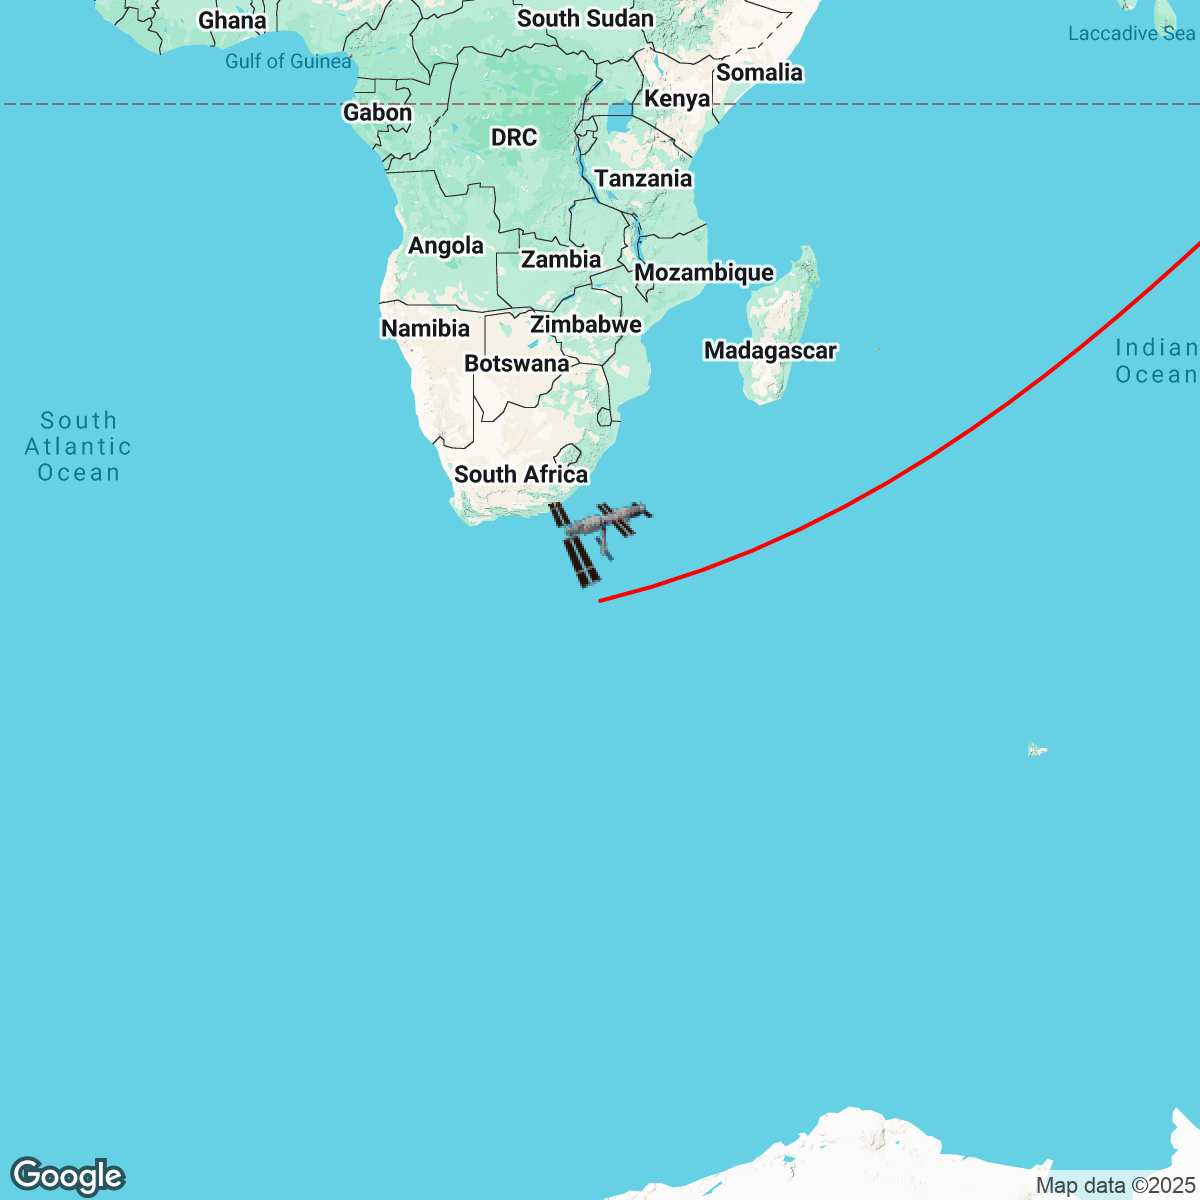 South Sudan
Ghana
Laccadive Sea
Gulf of Guinea
Somalia
Kenya
Gabon
DRC
Tanzania
Angola
Zambia
Mozambique
Namibia
Zimbabwe
Madagascar
Botswana
Indian
Ocean
South
Atlantic
Ocean
South Africa
Google
Map data ©2025